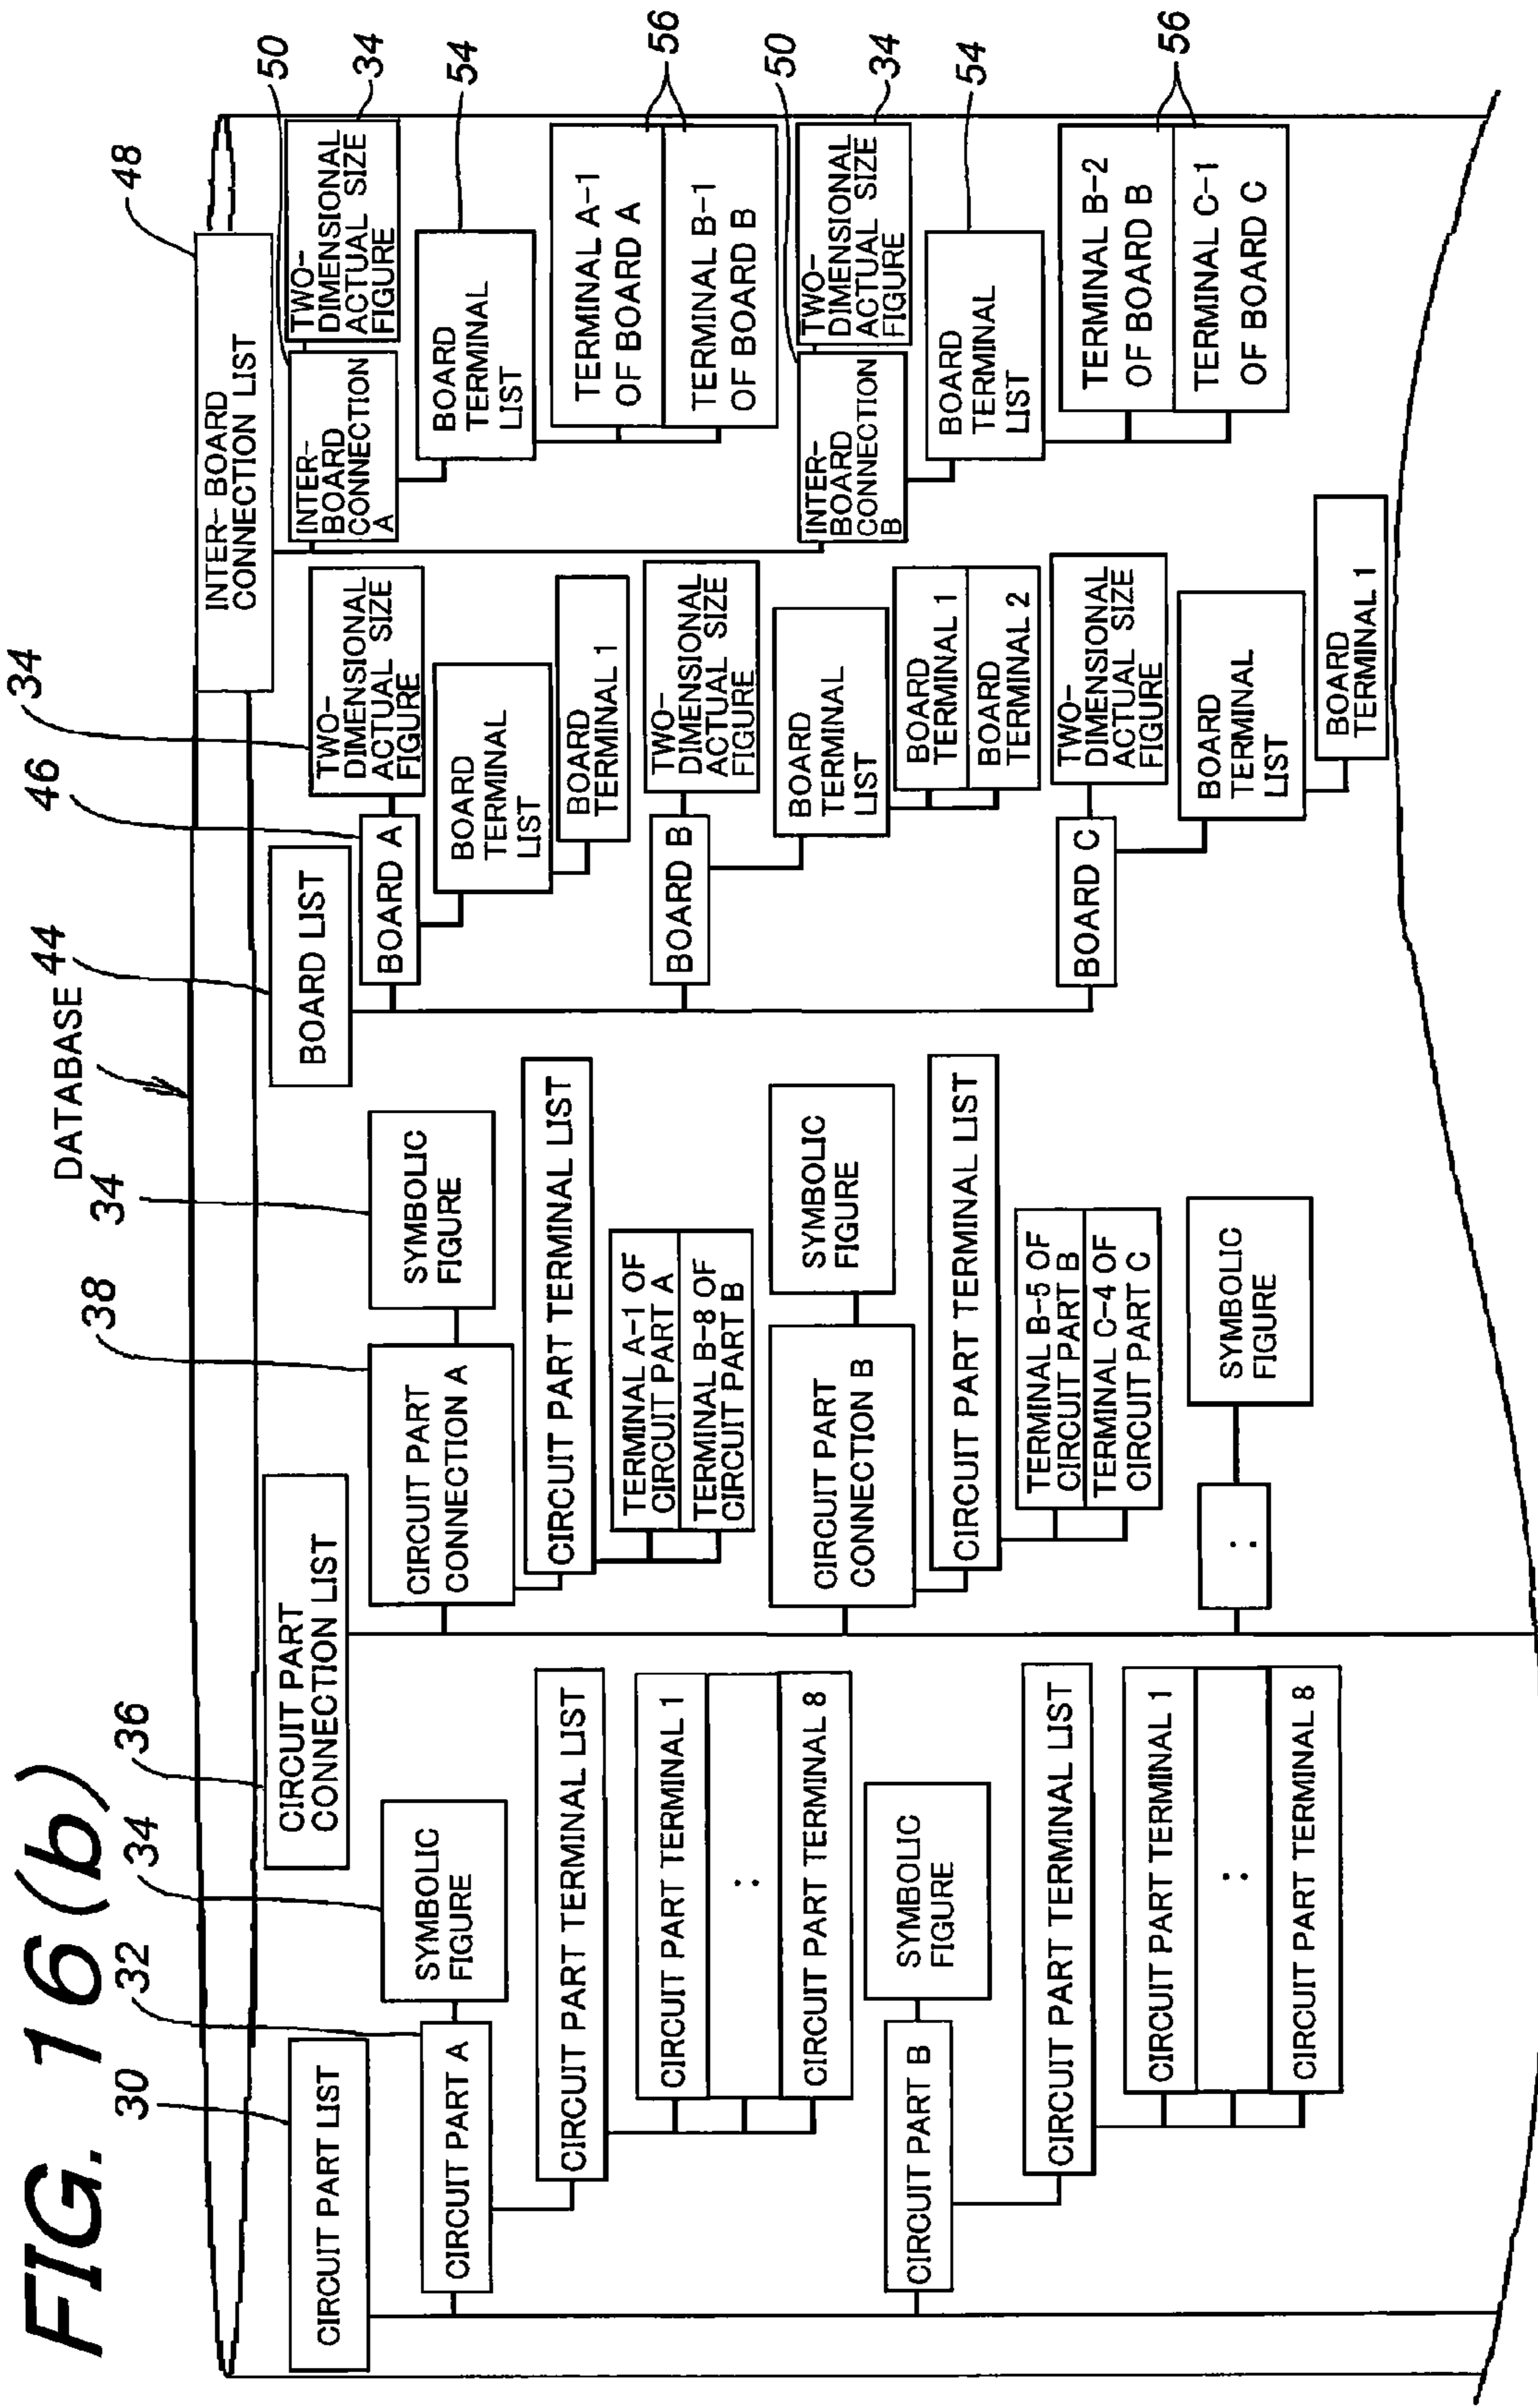 FIG. 16(b)
DATABASE
30
CIRCUIT PART LIST
32
CIRCUIT PART A
34
SYMBOLIC
FIGURE
CIRCUIT PART TERMINAL LIST
CIRCUIT PART TERMINAL 1
:
CIRCUIT PART TERMINAL 8
CIRCUIT PART B
SYMBOLIC
FIGURE
CIRCUIT PART TERMINAL LIST
CIRCUIT PART TERMINAL 1
:
CIRCUIT PART TERMINAL 8
36
CIRCUIT PART
CONNECTION LIST
38
CIRCUIT PART
CONNECTION A
34
SYMBOLIC
FIGURE
CIRCUIT PART TERMINAL LIST
TERMINAL A-1 OF
CIRCUIT PART A
TERMINAL B-8 OF
CIRCUIT PART B
CIRCUIT PART
CONNECTION B
SYMBOLIC
FIGURE
CIRCUIT PART TERMINAL LIST
TERMINAL B-5 OF
CIRCUIT PART B
TERMINAL C-4 OF
CIRCUIT PART C
:
SYMBOLIC
FIGURE
44
BOARD LIST
46
BOARD A
34
TWO-
DIMENSIONAL
ACTUAL SIZE
FIGURE
BOARD
TERMINAL
LIST
BOARD
TERMINAL 1
BOARD B
TWO-
DIMENSIONAL
ACTUAL SIZE
FIGURE
BOARD
TERMINAL
LIST
BOARD
TERMINAL 1
BOARD
TERMINAL 2
BOARD C
TWO-
DIMENSIONAL
ACTUAL SIZE
FIGURE
BOARD
TERMINAL
LIST
BOARD
TERMINAL 1
48
INTER-BOARD
CONNECTION LIST
50
INTER-
BOARD
CONNECTION
A
TWO-
DIMENSIONAL
ACTUAL SIZE
FIGURE
34
BOARD
TERMINAL
LIST
54
TERMINAL A-1
OF BOARD A
TERMINAL B-1
OF BOARD B
56
50
INTER-
BOARD
CONNECTION
B
TWO-
DIMENSIONAL
ACTUAL SIZE
FIGURE
34
BOARD
TERMINAL
LIST
54
TERMINAL B-2
OF BOARD B
TERMINAL C-1
OF BOARD C
56